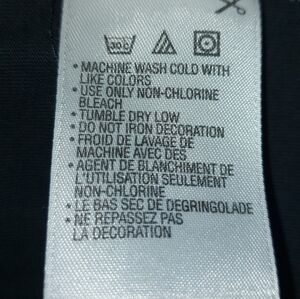 30
• MACHINE WASH COLD WITH
LIKE COLORS
• USE ONLY NON-CHLORINE
BLEACH
• TUMBLE DRY LOW
• DO NOT IRON DECORATION
• FROID DE LAVAGE DE
MACHINE AVEC DES
• AGENT DE BLANCHIMENT DE
L'UTILISATION SEULEMENT
NON-CHLORINE
• LE BAS SEC DE DEGRINGOLADE
• NE REPASSEZ PAS
LA DECORATION